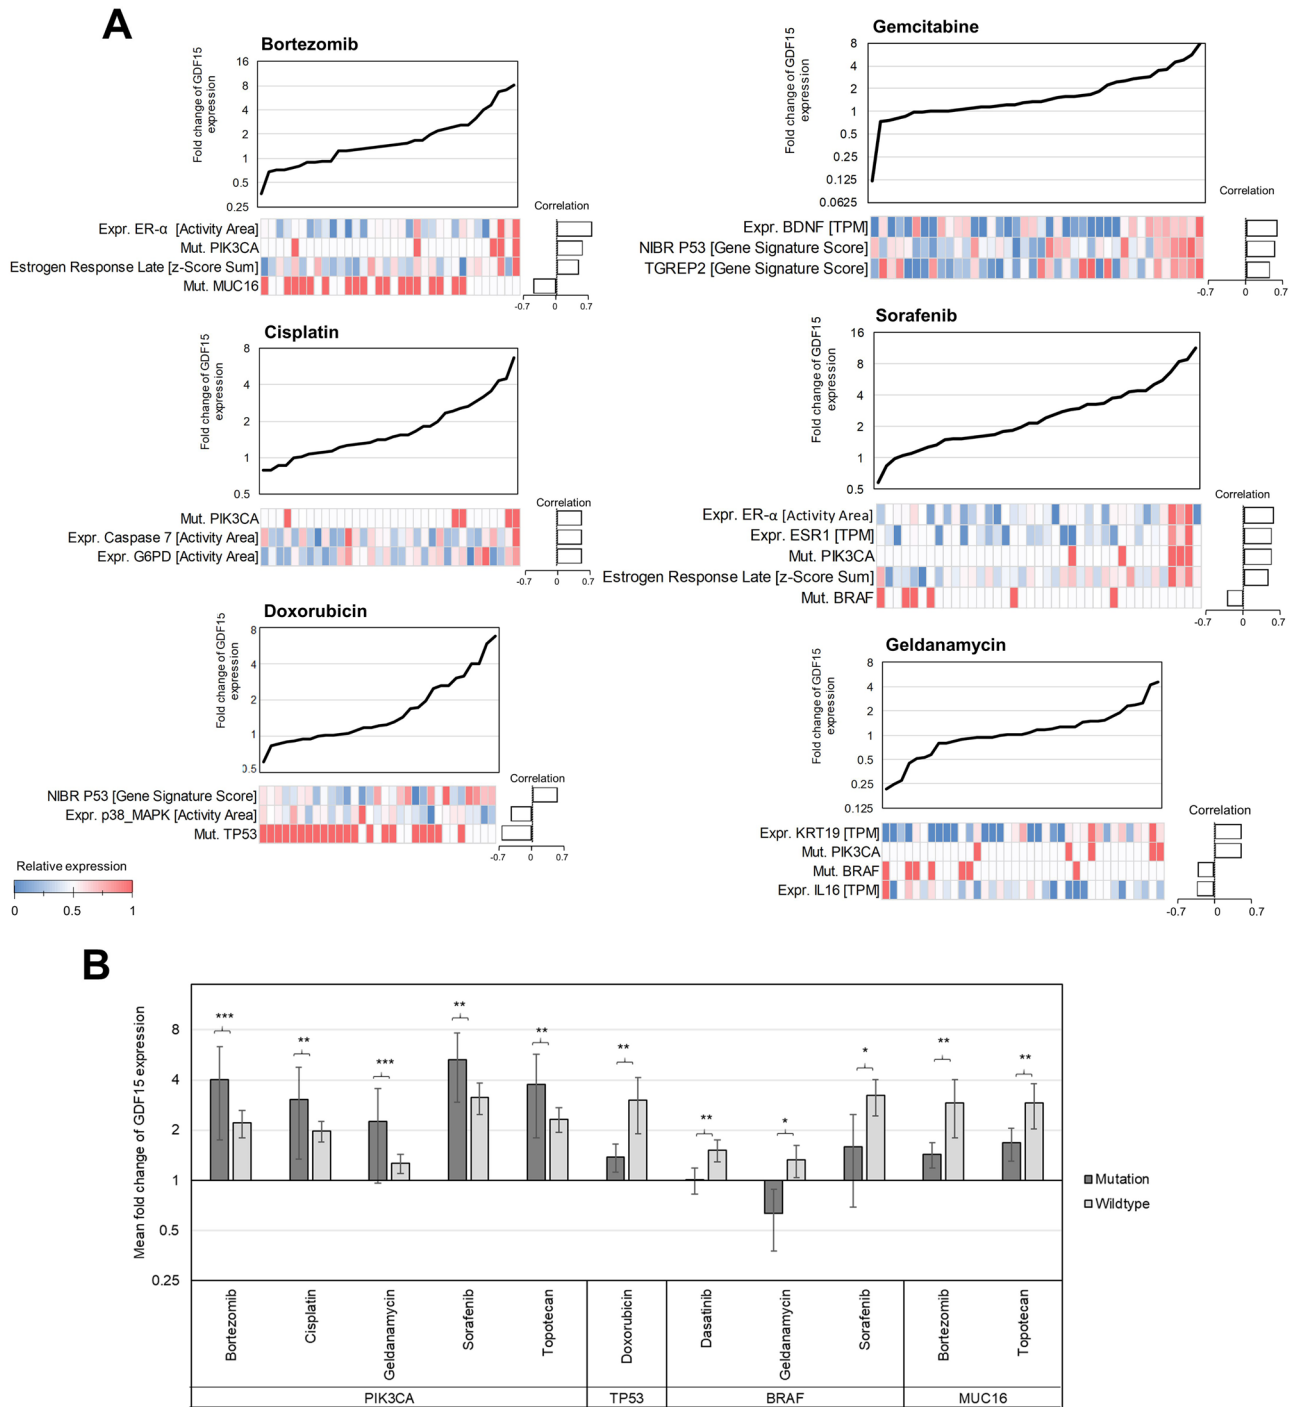 A
Bortezomib
Fold change of GDF15
expression
16
8
4
2
1
0.5
0.25
Correlation
Expr. ER-α [Activity Area]
Mut. PIK3CA
Estrogen Response Late [z-Score Sum]
Mut. MUC16
-0.7 0 0.7
Gemcitabine
Fold change of GDF15
expression
8
4
2
1
0.5
0.25
0.125
0.0625
Correlation
Expr. BDNF [TPM]
NIBR P53 [Gene Signature Score]
TGREP2 [Gene Signature Score]
-0.7 0 0.7
Cisplatin
Fold change of GDF15
expression
8
4
2
1
0.5
Correlation
Mut. PIK3CA
Expr. Caspase 7 [Activity Area]
Expr. G6PD [Activity Area]
-0.7 0 0.7
Sorafenib
Fold change of GDF15
expression
16
8
4
2
1
0.5
Correlation
Expr. ER-α [Activity Area]
Expr. ESR1 [TPM]
Mut. PIK3CA
Estrogen Response Late [z-Score Sum]
Mut. BRAF
-0.7 0 0.7
Doxorubicin
Fold change of GDF15
expression
8
4
2
1
0.5
Correlation
NIBR P53 [Gene Signature Score]
Expr. p38_MAPK [Activity Area]
Mut. TP53
-0.7 0 0.7
Geldanamycin
Fold change of GDF15
expression
8
4
2
1
0.5
0.25
0.125
Correlation
Expr. KRT19 [TPM]
Mut. PIK3CA
Mut. BRAF
Expr. IL16 [TPM]
-0.7 0 0.7
Relative expression
0 0.5 1
B
Mean fold change of GDF15 expression
8
4
2
1
0.5
0.25
*** ** *** ** ** ** ** * * ** **
Mutation
Wildtype
Bortezomib Cisplatin Geldanamycin Sorafenib Topotecan Doxorubicin Dasatinib Geldanamycin Sorafenib Bortezomib Topotecan
PIK3CA TP53 BRAF MUC16